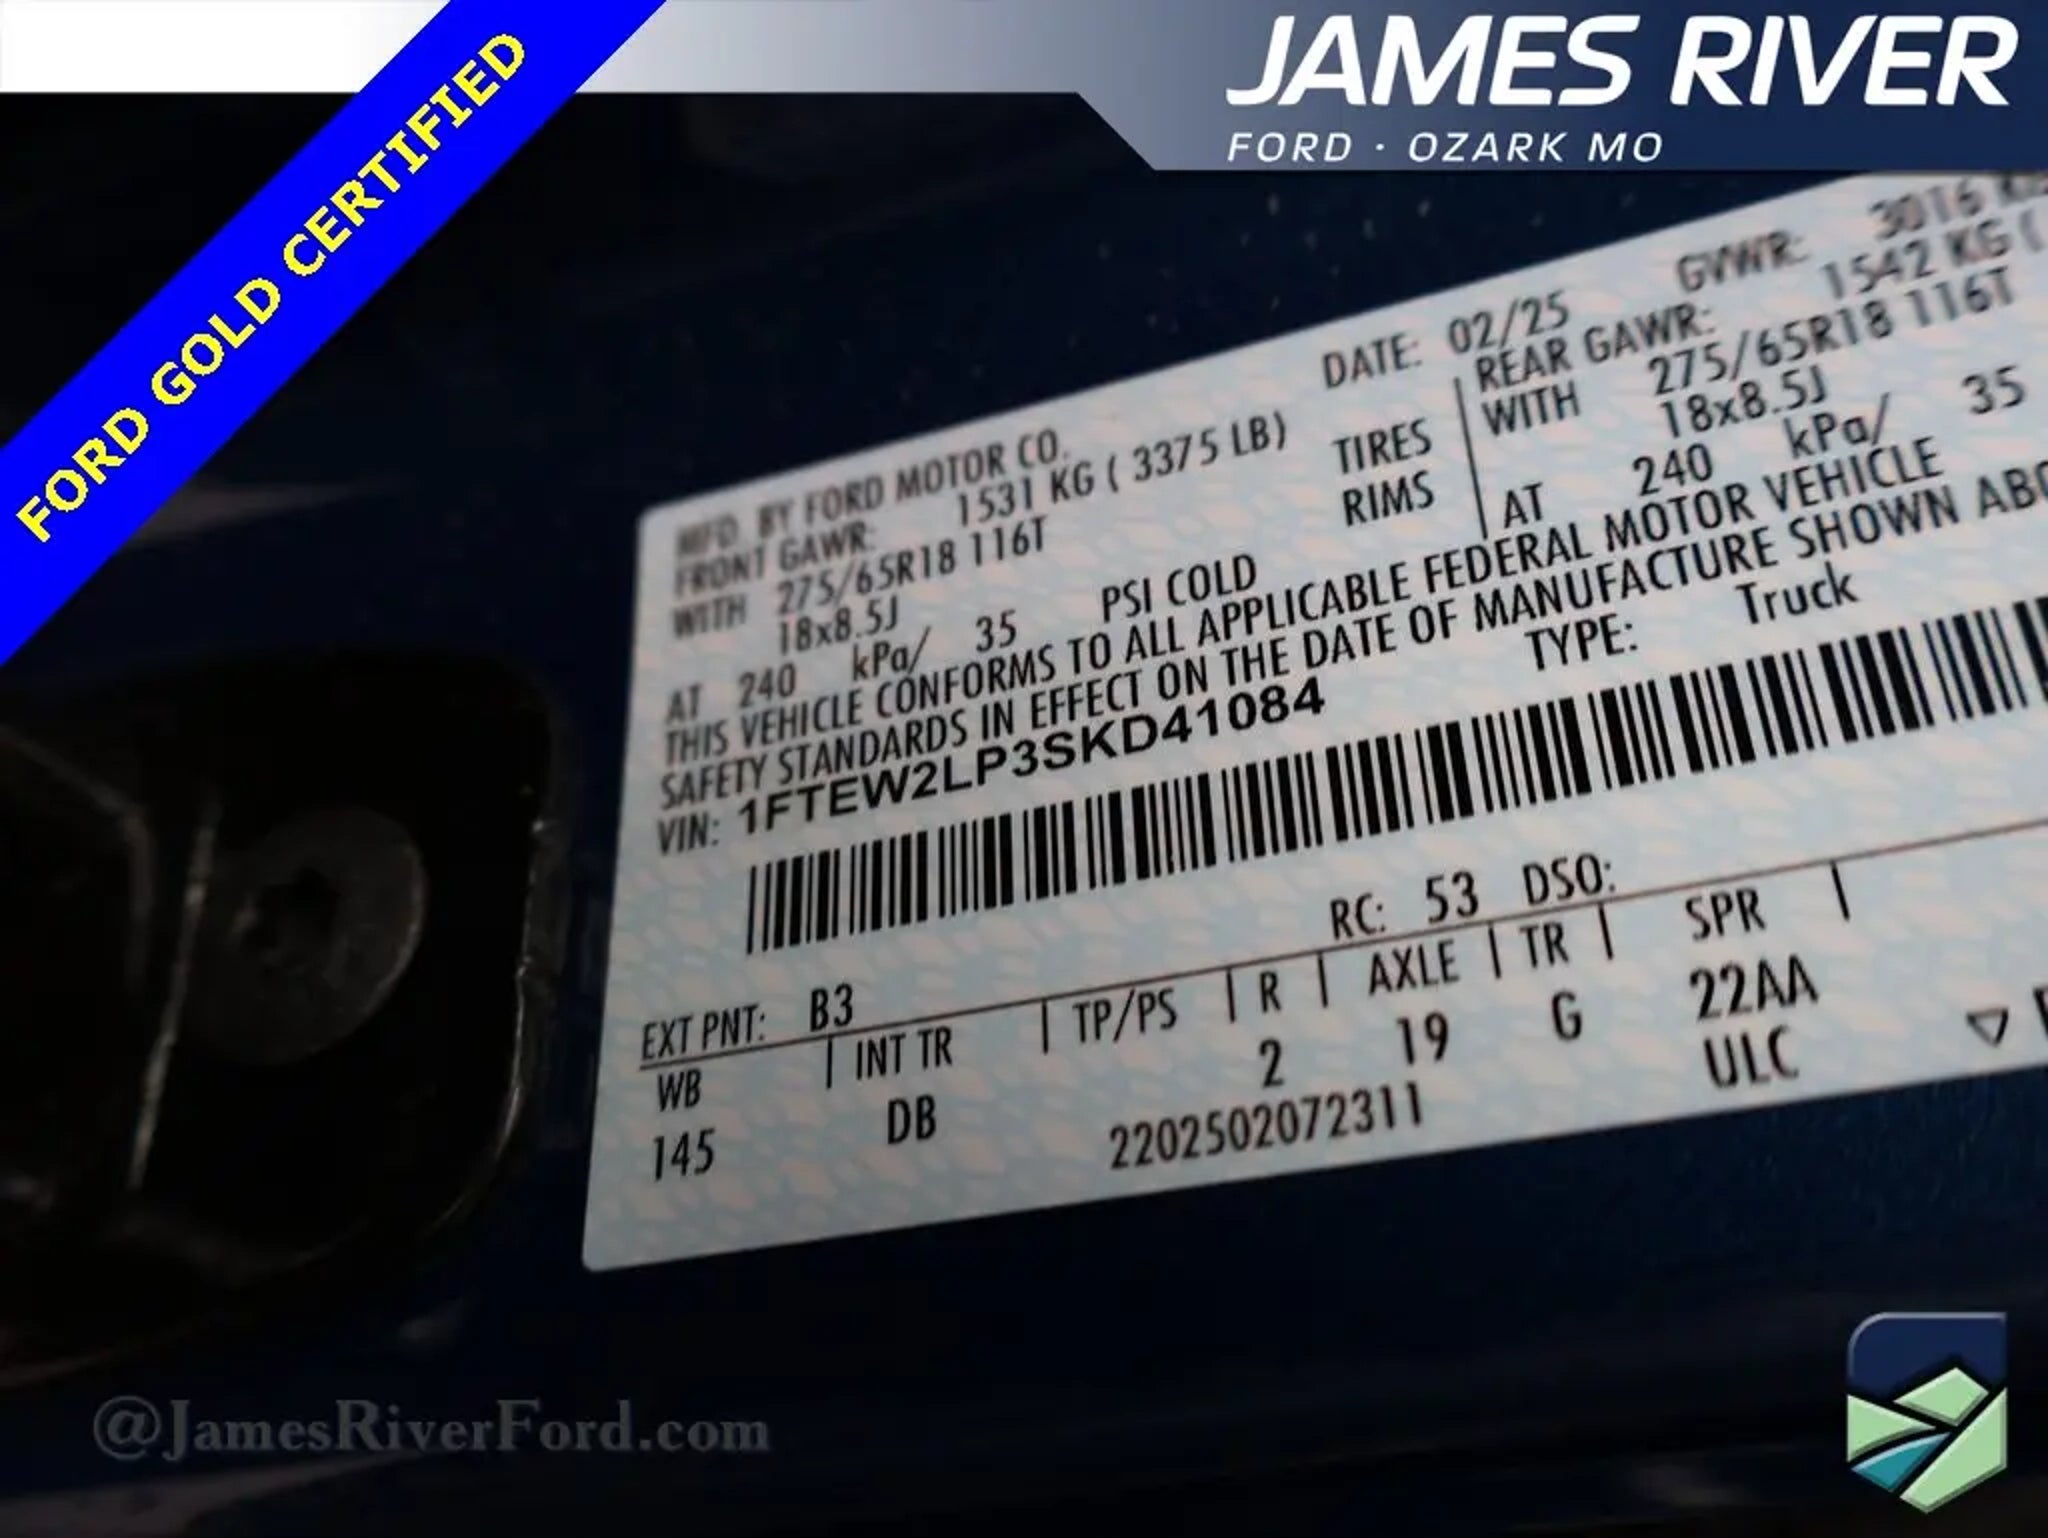 JAMES RIVER
FORD · OZARK MO
FORD GOLD CERTIFIED
MFD. BY FORD MOTOR CO. DATE: 02/25 GVWR: 3016
FRONT GAWR: 1531 KG ( 3375 LB) REAR GAWR: 1542 KG (
WITH 275/65R18 116T TIRES WITH 275/65R18 116T
18x8.5J RIMS 18x8.5J
AT 240 kPa/ 35 PSI COLD AT 240 kPa/ 35
THIS VEHICLE CONFORMS TO ALL APPLICABLE FEDERAL MOTOR VEHICLE
SAFETY STANDARDS IN EFFECT ON THE DATE OF MANUFACTURE SHOWN
VIN: 1FTEW2LP3SKD41084 TYPE: Truck
EXT PNT: B3 RC: 53 DSO:
WB | INT TR | TP/PS | R | AXLE | TR | SPR |
145 DB 2 19 G 22AA
2202502072311 ULC
@JamesRiverFord.com